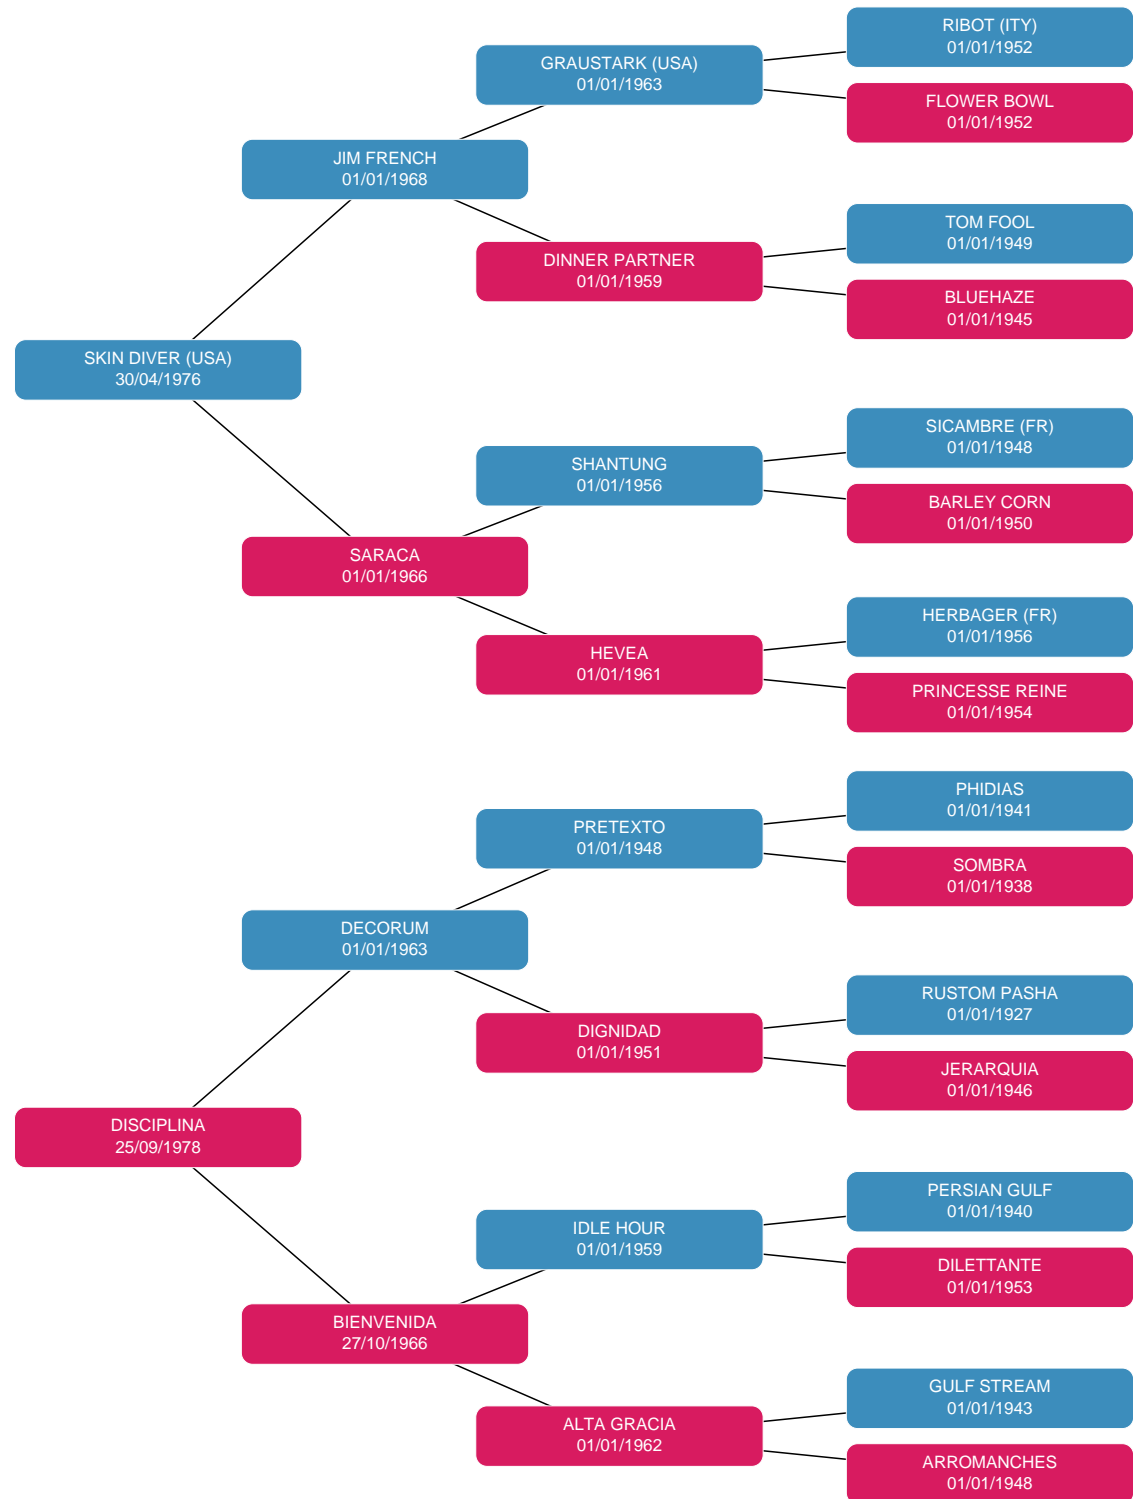 RIBOT (ITY)
01/01/1952
GRAUSTARK (USA)
01/01/1963
FLOWER BOWL
01/01/1952
JIM FRENCH
01/01/1968
TOM FOOL
01/01/1949
DINNER PARTNER
01/01/1959
BLUEHAZE
01/01/1945
SKIN DIVER (USA)
30/04/1976
SICAMBRE (FR)
01/01/1948
SHANTUNG
01/01/1956
BARLEY CORN
01/01/1950
SARACA
01/01/1966
HERBAGER (FR)
01/01/1956
HEVEA
01/01/1961
PRINCESSE REINE
01/01/1954
PHIDIAS
01/01/1941
PRETEXTO
01/01/1948
SOMBRA
01/01/1938
DECORUM
01/01/1963
RUSTOM PASHA
01/01/1927
DIGNIDAD
01/01/1951
JERARQUIA
01/01/1946
DISCIPLINA
25/09/1978
PERSIAN GULF
01/01/1940
IDLE HOUR
01/01/1959
DILETTANTE
01/01/1953
BIENVENIDA
27/10/1966
GULF STREAM
01/01/1943
ALTA GRACIA
01/01/1962
ARROMANCHES
01/01/1948